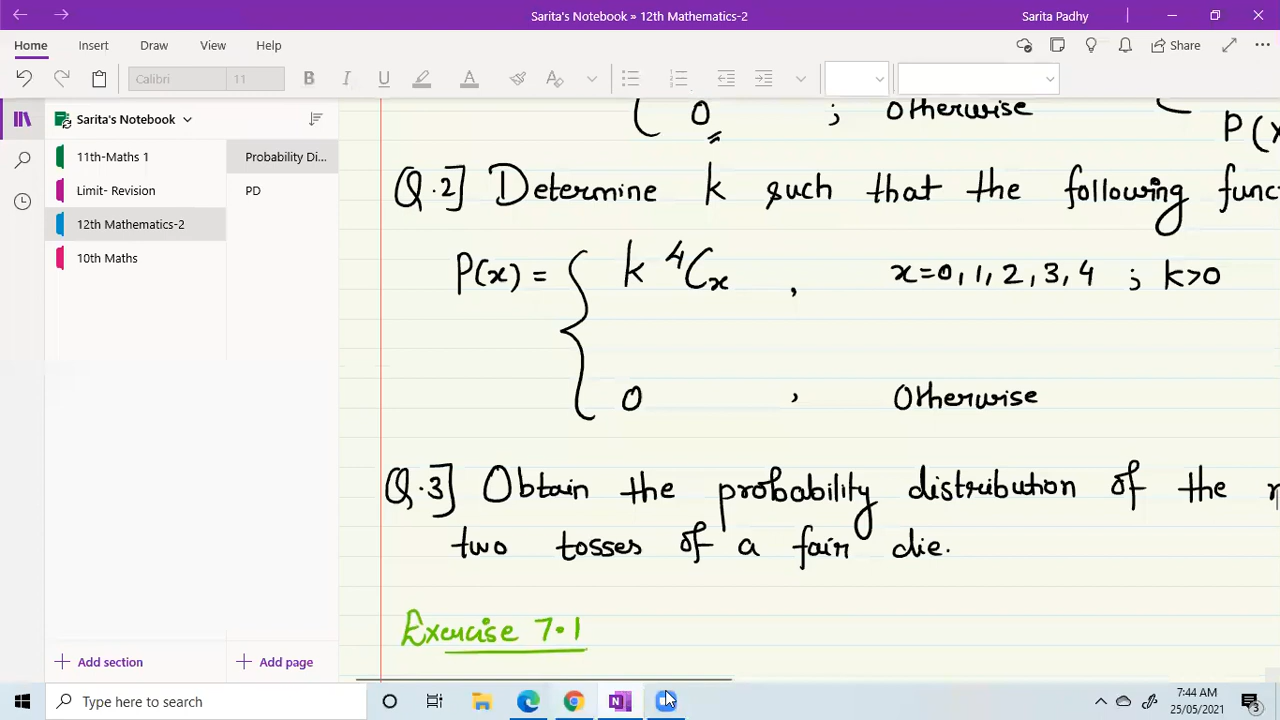 Sarita's Notebook » 12th Mathematics-2
Sarita Padhy
Home Insert Draw View Help
Share
Calibri 11
B I U A
Sarita's Notebook
11th-Maths 1
Limit- Revision
12th Mathematics-2
10th Maths
Probability Di...
PD
0 ; Otherwise
P(x
Q.2] Determine k such that the following func
P(x) = { k ⁴Cₓ , x=0, 1, 2, 3, 4 ; k>0
0 , Otherwise
Q.3] Obtain the probability distribution of the
two tosses of a fair die.
Exercise 7.1
Add section
Add page
Type here to search
7:44 AM
25/05/2021
3